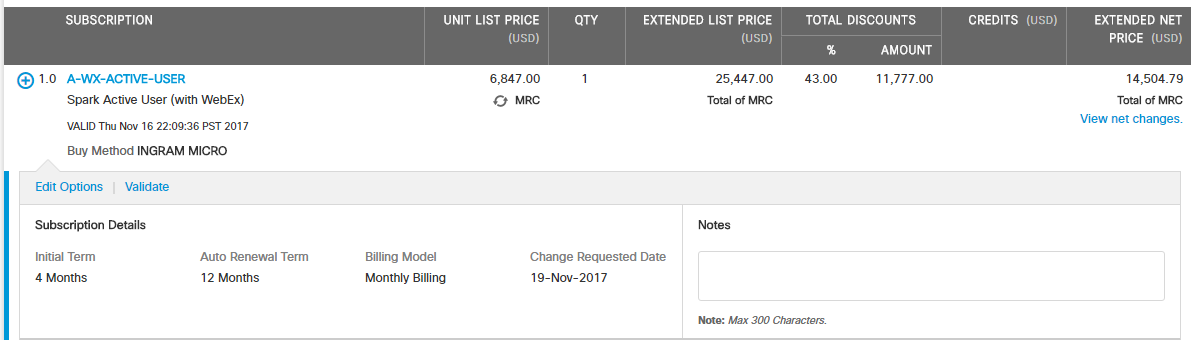 SUBSCRIPTION UNIT LIST PRICE (USD) QTY EXTENDED LIST PRICE (USD) TOTAL DISCOUNTS CREDITS (USD) EXTENDED NET PRICE (USD)
% AMOUNT
1.0 A-WX-ACTIVE-USER 6,847.00 1 25,447.00 43.00 11,777.00 14,504.79
Spark Active User (with WebEx) MRC Total of MRC Total of MRC
View net changes.
VALID Thu Nov 16 22:09:36 PST 2017
Buy Method INGRAM MICRO
Edit Options | Validate
Subscription Details Notes
Initial Term Auto Renewal Term Billing Model Change Requested Date
4 Months 12 Months Monthly Billing 19-Nov-2017
Note: Max 300 Characters.